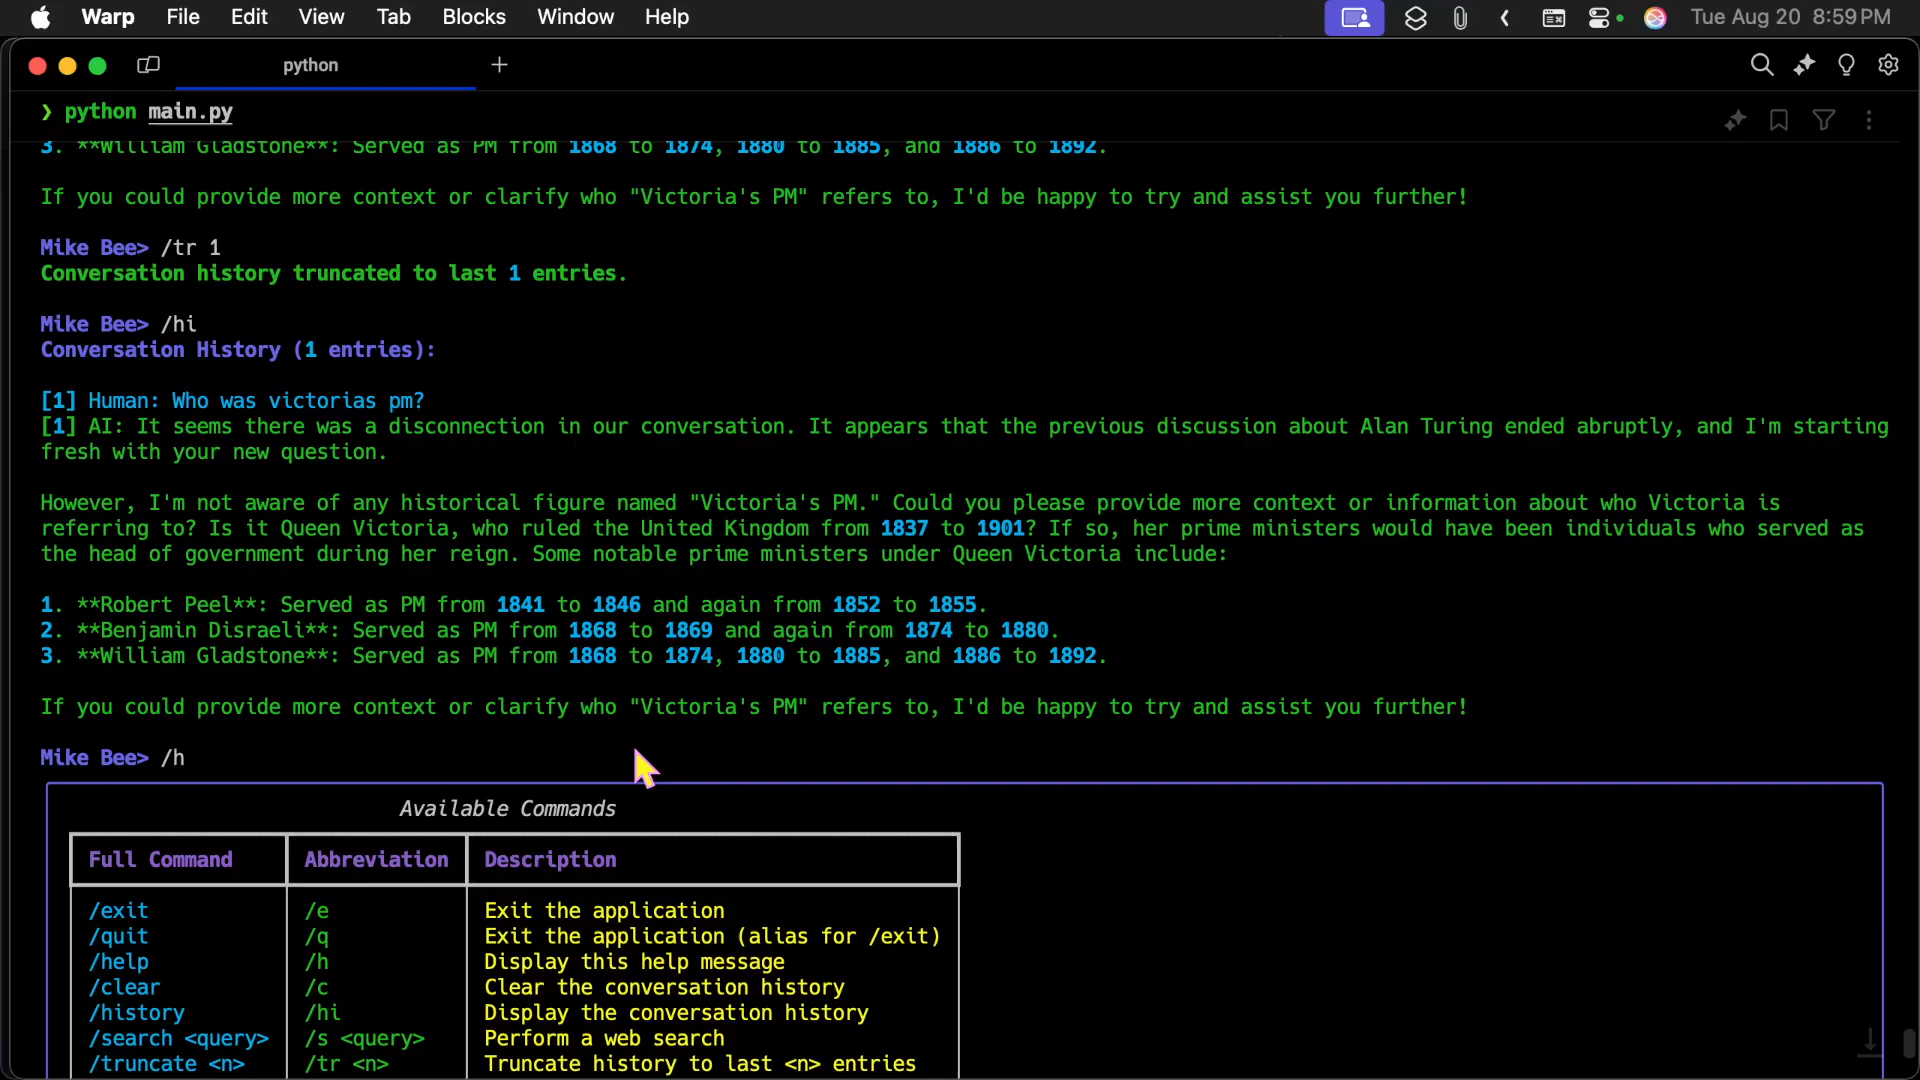 Warp File Edit View Tab Blocks Window Help Tue Aug 20 8:59 PM
python
❯ python main.py
3. **William Gladstone**: Served as PM from 1868 to 1874, 1880 to 1885, and 1886 to 1892.
If you could provide more context or clarify who "Victoria's PM" refers to, I'd be happy to try and assist you further!
Mike Bee> /tr 1
Conversation history truncated to last 1 entries.
Mike Bee> /hi
Conversation History (1 entries):
[1] Human: Who was victorias pm?
[1] AI: It seems there was a disconnection in our conversation. It appears that the previous discussion about Alan Turing ended abruptly, and I'm starting
fresh with your new question.
However, I'm not aware of any historical figure named "Victoria's PM." Could you please provide more context or information about who Victoria is
referring to? Is it Queen Victoria, who ruled the United Kingdom from 1837 to 1901? If so, her prime ministers would have been individuals who served as
the head of government during her reign. Some notable prime ministers under Queen Victoria include:
1. **Robert Peel**: Served as PM from 1841 to 1846 and again from 1852 to 1855.
2. **Benjamin Disraeli**: Served as PM from 1868 to 1869 and again from 1874 to 1880.
3. **William Gladstone**: Served as PM from 1868 to 1874, 1880 to 1885, and 1886 to 1892.
If you could provide more context or clarify who "Victoria's PM" refers to, I'd be happy to try and assist you further!
Mike Bee> /h
Available Commands
Full Command Abbreviation Description
/exit /e Exit the application
/quit /q Exit the application (alias for /exit)
/help /h Display this help message
/clear /c Clear the conversation history
/history /hi Display the conversation history
/search <query> /s <query> Perform a web search
/truncate <n> /tr <n> Truncate history to last <n> entries